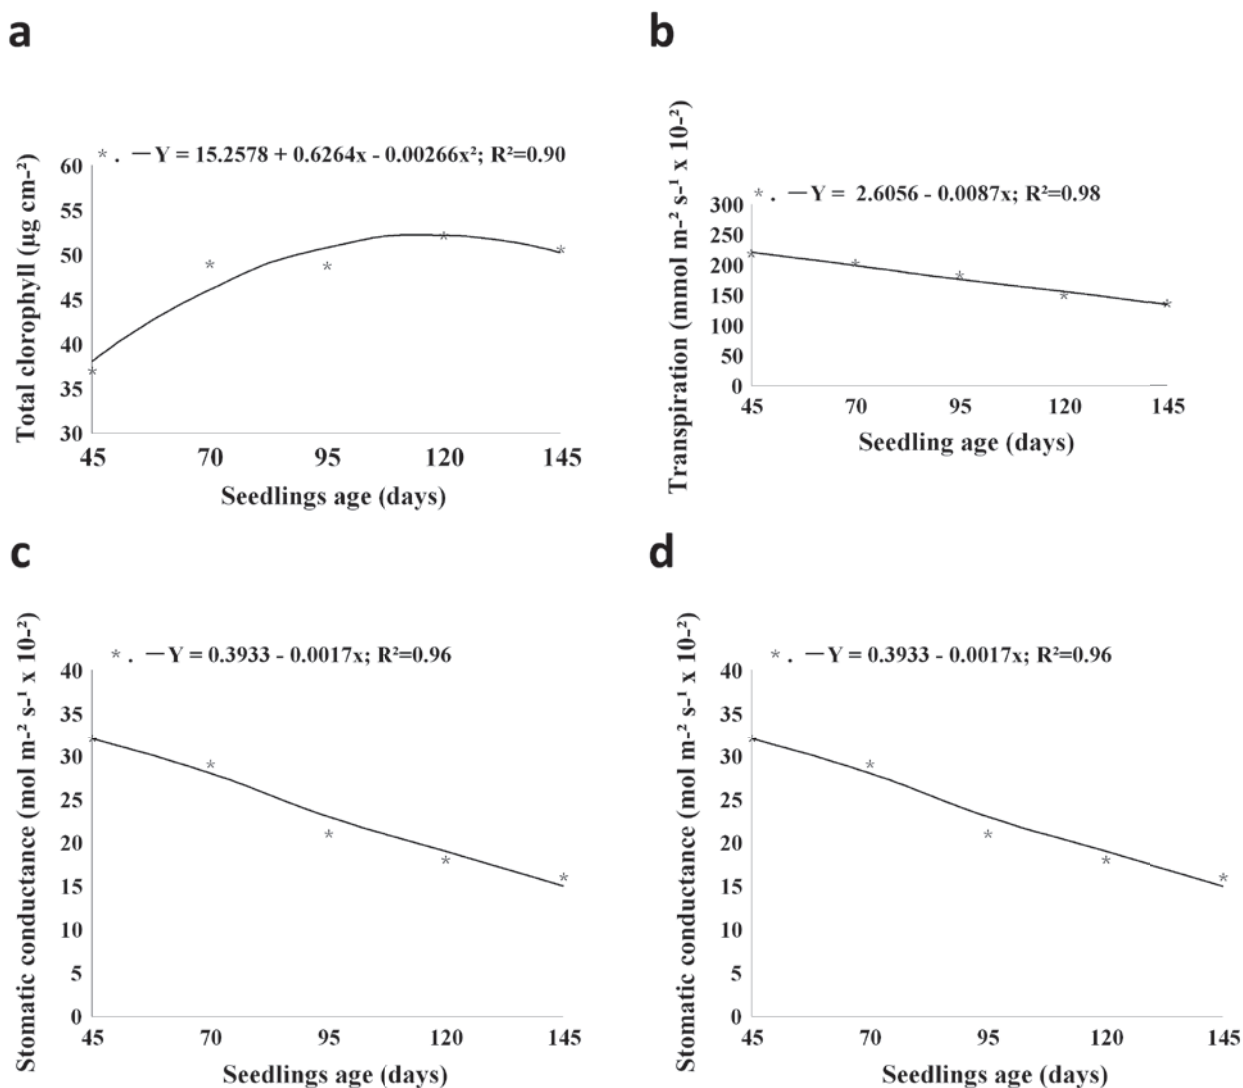 a
* . — Y = 15.2578 + 0.6264x - 0.00266x²; R²=0.90
Total clorophyll (µg cm-²)
60
55
50
45
40
35
30
45 70 95 120 145
Seedlings age (days)
b
* . — Y = 2.6056 - 0.0087x; R²=0.98
Transpiration (mmol m-² s-¹ x 10-²)
300
250
200
150
100
50
0
45 70 95 120 145
Seedling age (days)
c
* . — Y = 0.3933 - 0.0017x; R²=0.96
Stomatic conductance (mol m-² s-¹ x 10-²)
40
35
30
25
20
15
10
5
0
45 70 95 120 145
Seedlings age (days)
d
* . — Y = 0.3933 - 0.0017x; R²=0.96
Stomatic conductance (mol m-² s-¹ x 10-²)
40
35
30
25
20
15
10
5
0
45 70 95 120 145
Seedlings age (days)